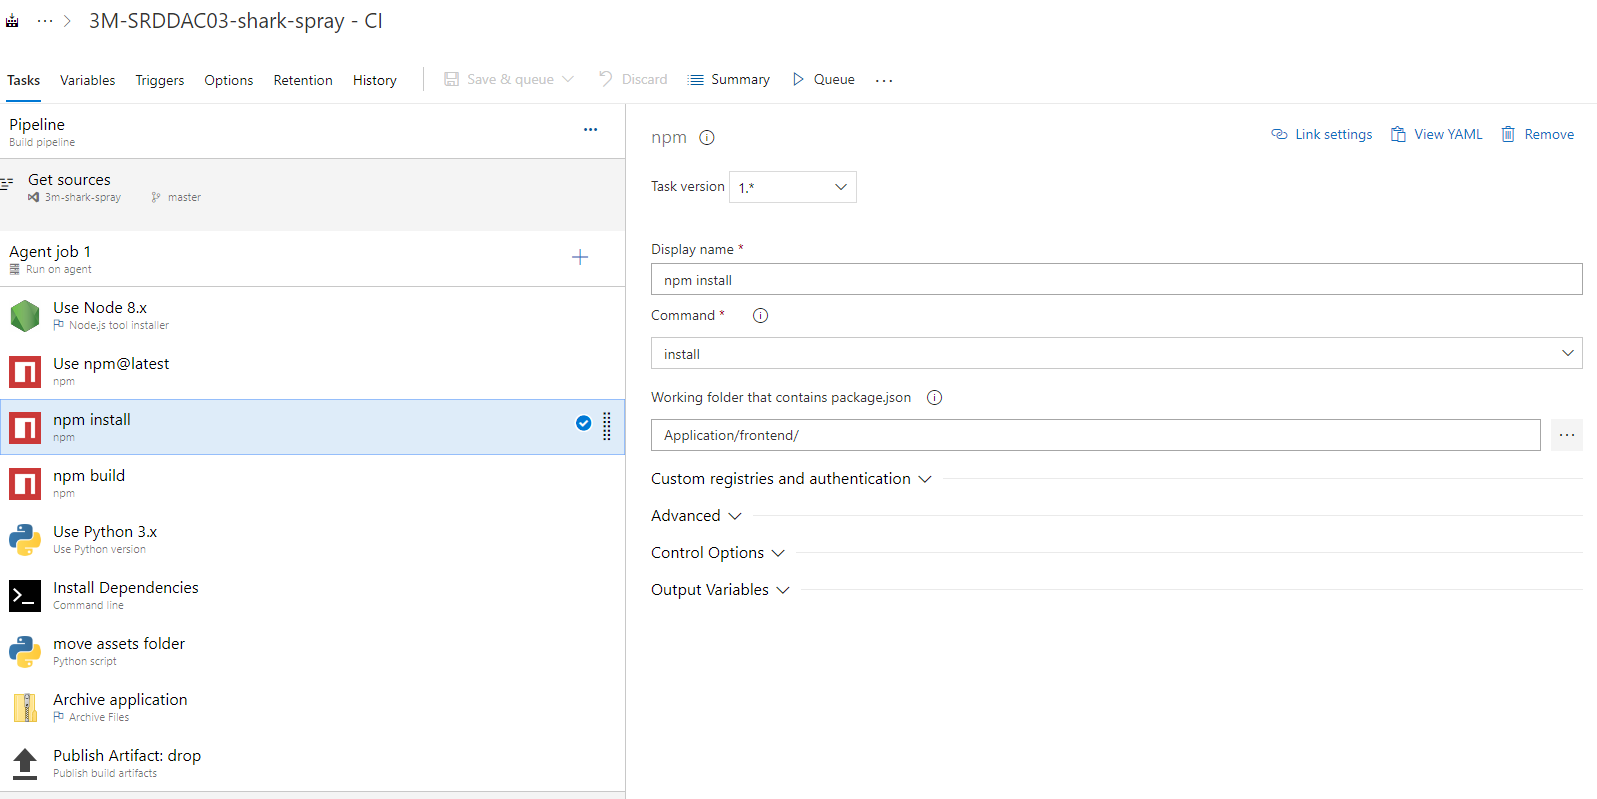 3M-SRDDAC03-shark-spray - CI
Tasks Variables Triggers Options Retention History Save & queue Discard Summary Queue
Pipeline
Build pipeline
Get sources
3m-shark-spray master
Agent job 1
Run on agent
Use Node 8.x
Node.js tool installer
Use npm@latest
npm
npm install
npm
npm build
npm
Use Python 3.x
Use Python version
Install Dependencies
Command line
move assets folder
Python script
Archive application
Archive Files
Publish Artifact: drop
Publish build artifacts
npm
Link settings View YAML Remove
Task version 1.*
Display name *
npm install
Command *
install
Working folder that contains package.json
Application/frontend/
Custom registries and authentication
Advanced
Control Options
Output Variables